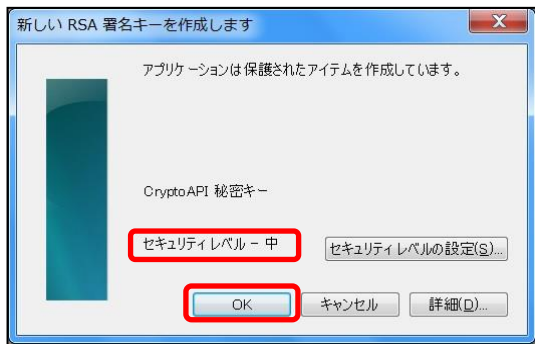 新しい RSA 署名キーを作成します
アプリケーションは保護されたアイテムを作成しています。
CryptoAPI 秘密キー
セキュリティ レベル - 中
セキュリティ レベルの設定(S)...
OK
キャンセル
詳細(D)...